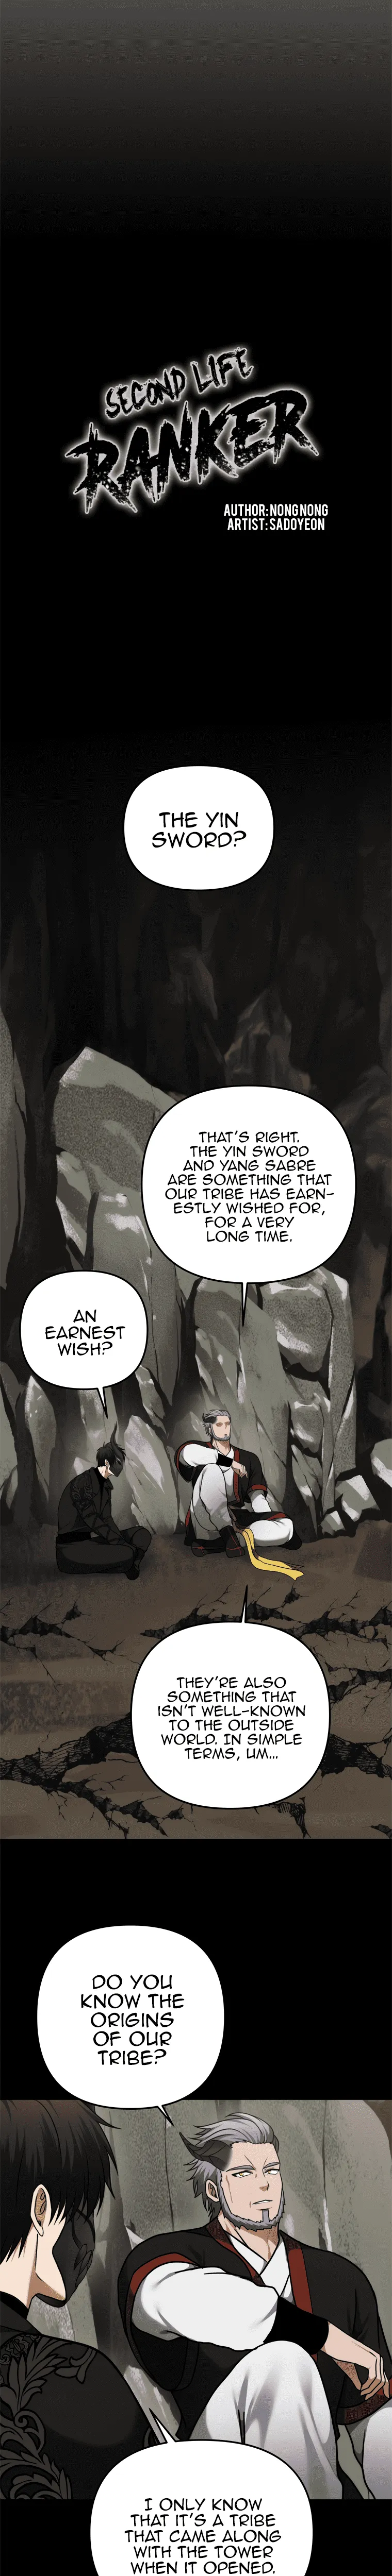 SECOND LIFE
RANKER
AUTHOR: NONG NONG
ARTIST: SADOYEON
THE YIN
SWORD?
THAT'S RIGHT.
THE YIN SWORD
AND YANG SABRE
ARE SOMETHING THAT
OUR TRIBE HAS EARN-
ESTLY WISHED FOR,
FOR A VERY
LONG TIME.
AN
EARNEST
WISH?
THEY'RE ALSO
SOMETHING THAT
ISN'T WELL-KNOWN
TO THE OUTSIDE
WORLD. IN SIMPLE
TERMS, UM...
DO YOU
KNOW THE
ORIGINS
OF OUR
TRIBE?
I ONLY KNOW
THAT IT'S A TRIBE
THAT CAME ALONG
WITH THE TOWER
WHEN IT OPENED.